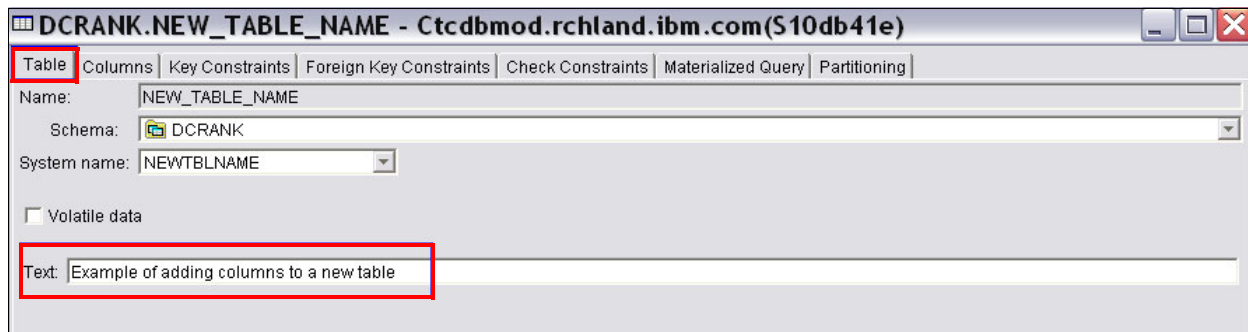 DCRANK.NEW_TABLE_NAME - Ctcdbmod.rchland.ibm.com(S10db41e)
Table Columns Key Constraints Foreign Key Constraints Check Constraints Materialized Query Partitioning
Name: NEW_TABLE_NAME
Schema: DCRANK
System name: NEWTBLNAME
Volatile data
Text: Example of adding columns to a new table